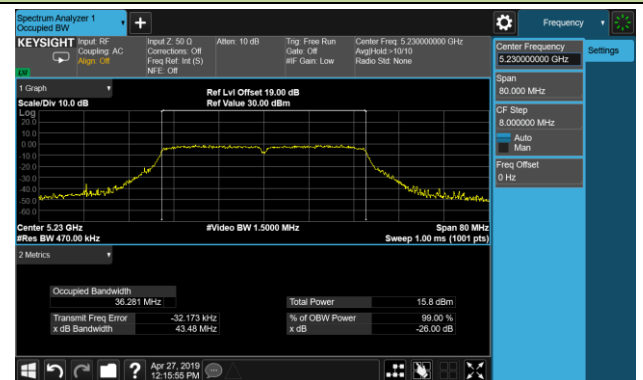 Spectrum Analyzer 1
Occupied BW
Frequency
KEYSIGHT
Input: RF
Coupling: AC
Align: Off
Input Z: 50 Ω
Corrections: Off
Freq Ref: Int (S)
NFE: Off
Atten: 10 dB
Trig: Free Run
Gate: Off
#IF Gain: Low
Center Freq: 5.230000000 GHz
Avg|Hold:>10/10
Radio Std: None
Center Frequency
5.230000000 GHz
Settings
Span
80.000 MHz
CF Step
8.000000 MHz
Auto
Man
Freq Offset
0 Hz
1 Graph
Scale/Div 10.0 dB
Ref Lvl Offset 19.00 dB
Ref Value 30.00 dBm
Log
20.0
10.0
0.00
-10.0
-20.0
-30.0
-40.0
-50.0
-60.0
Center 5.23 GHz
#Res BW 470.00 kHz
#Video BW 1.5000 MHz
Span 80 MHz
Sweep 1.00 ms (1001 pts)
2 Metrics
Occupied Bandwidth
36.281 MHz
Total Power 15.8 dBm
Transmit Freq Error -32.173 kHz
% of OBW Power 99.00 %
x dB Bandwidth 43.48 MHz
x dB -26.00 dB
Apr 27, 2019
12:15:55 PM